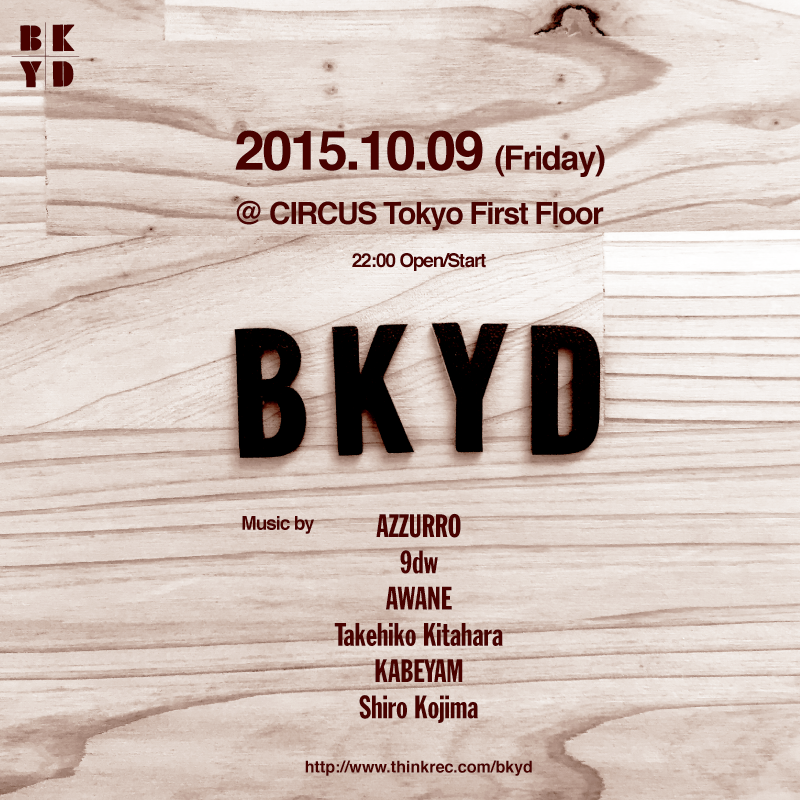 B K
Y D
2015.10.09 (Friday)
@ CIRCUS Tokyo First Floor
22:00 Open/Start
BKYD
Music by AZZURRO
9dw
AWANE
Takehiko Kitahara
KABEYAM
Shiro Kojima
http://www.thinkrec.com/bkyd